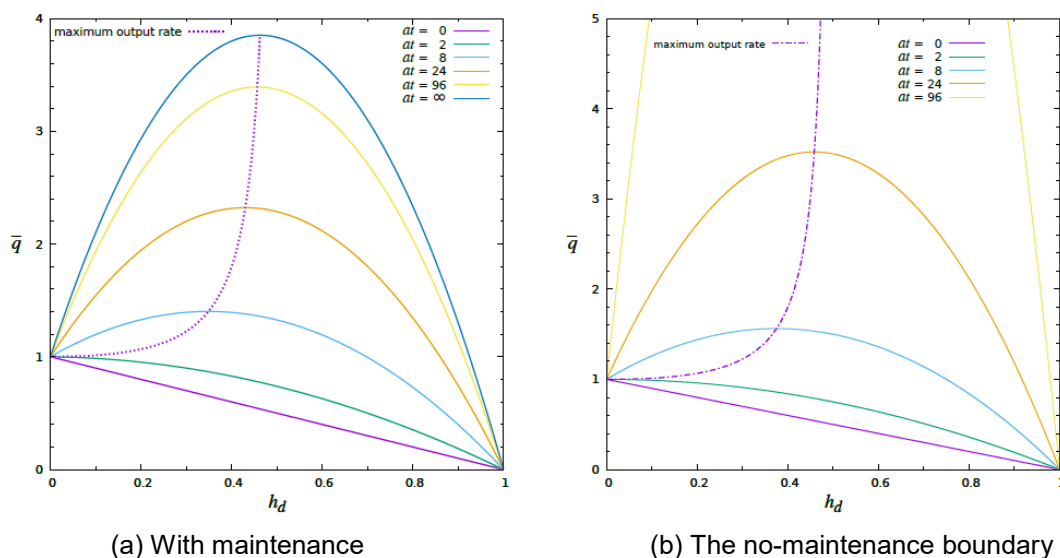 maximum output rate
at = 0
at = 2
at = 8
at = 24
at = 96
at = ∞
4
3
2
1
0
q̄
0
0.2
0.4
0.6
0.8
1
h_d
(a) With maintenance
maximum output rate
at = 0
at = 2
at = 8
at = 24
at = 96
5
4
3
2
1
0
q̄
0
0.2
0.4
0.6
0.8
1
h_d
(b) The no-maintenance boundary